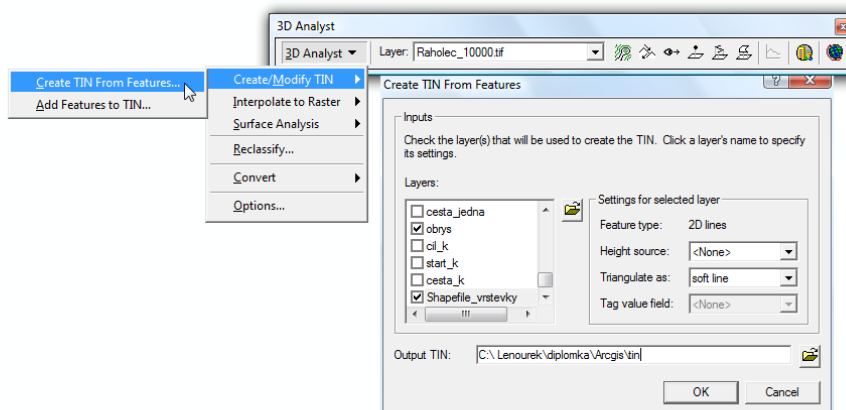 3D Analyst
3D Analyst
Layer: Raholec_10000.tif
Create TIN From Features...
Add Features to TIN...
Create/Modify TIN
Interpolate to Raster
Surface Analysis
Reclassify...
Convert
Options...
Create TIN From Features
Inputs
Check the layer(s) that will be used to create the TIN. Click a layer's name to specify
its settings.
Layers:
cesta_jedna
obrys
cil_k
start_k
cesta_k
Shapefile_vrstevky
Settings for selected layer
Feature type: 2D lines
Height source: <None>
Triangulate as: soft line
Tag value field: <None>
Output TIN: C:\ Lenourek\diplomka\Arcgis\tin
OK Cancel